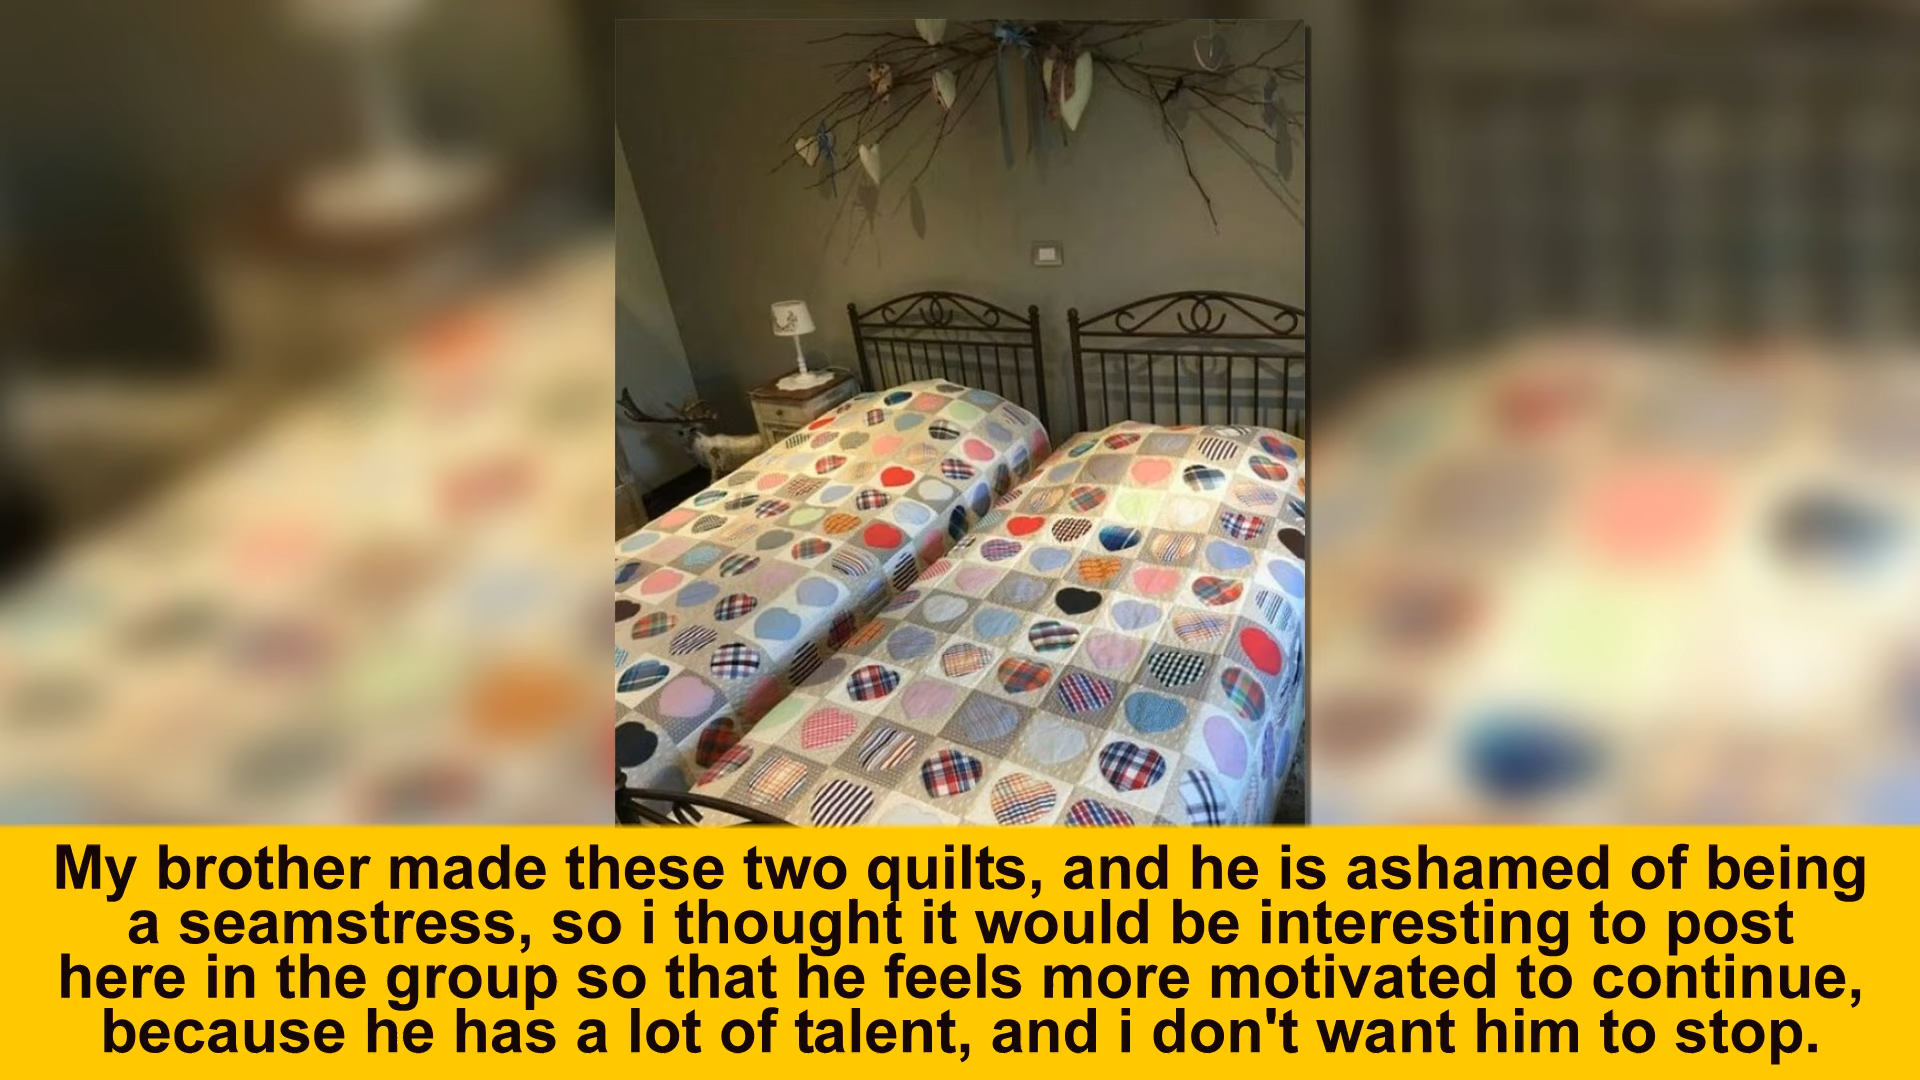 My brother made these two quilts, and he is ashamed of being
a seamstress, so i thought it would be interesting to post
here in the group so that he feels more motivated to continue,
because he has a lot of talent, and i don't want him to stop.